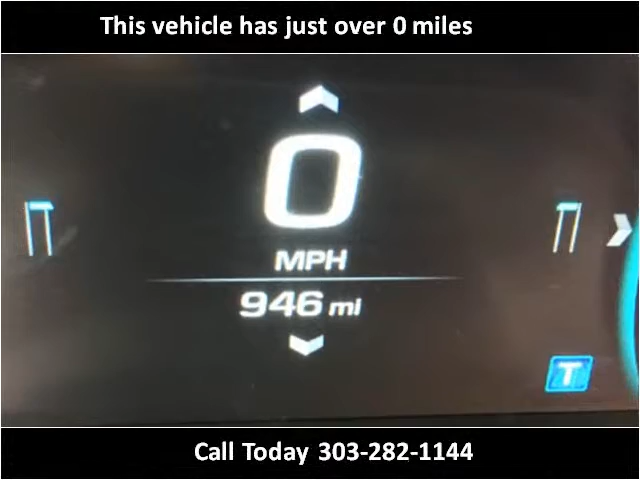 This vehicle has just over 0 miles
0
MPH
946 mi
T
Call Today 303-282-1144